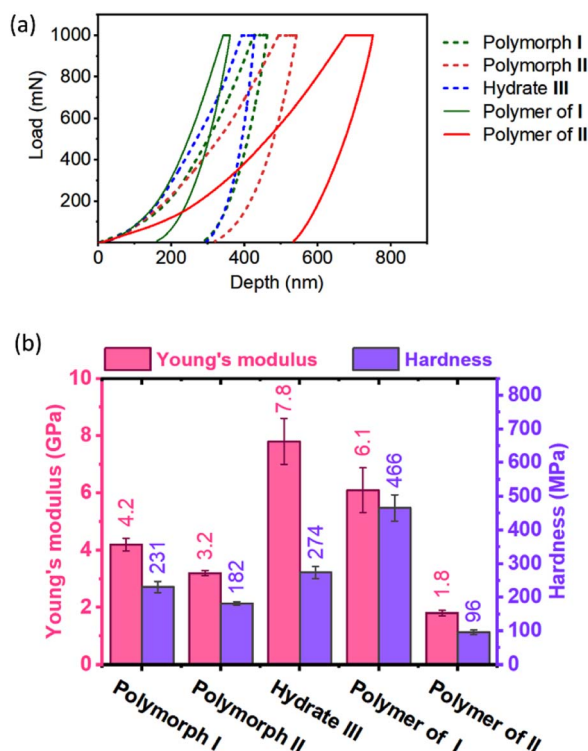 (a)
Load (mN)
1000
800
600
400
200
0
0 200 400 600 800
Depth (nm)
Polymorph I
Polymorph II
Hydrate III
Polymer of I
Polymer of II
(b)
Young's modulus
Hardness
Young's modulus (GPa)
10
8
6
4
2
0
4.2
231
3.2
182
7.8
274
6.1
466
1.8
96
800
700
600
500
400
300
200
100
0
Hardness (MPa)
Polymorph I
Polymorph II
Hydrate III
Polymer of I
Polymer of II